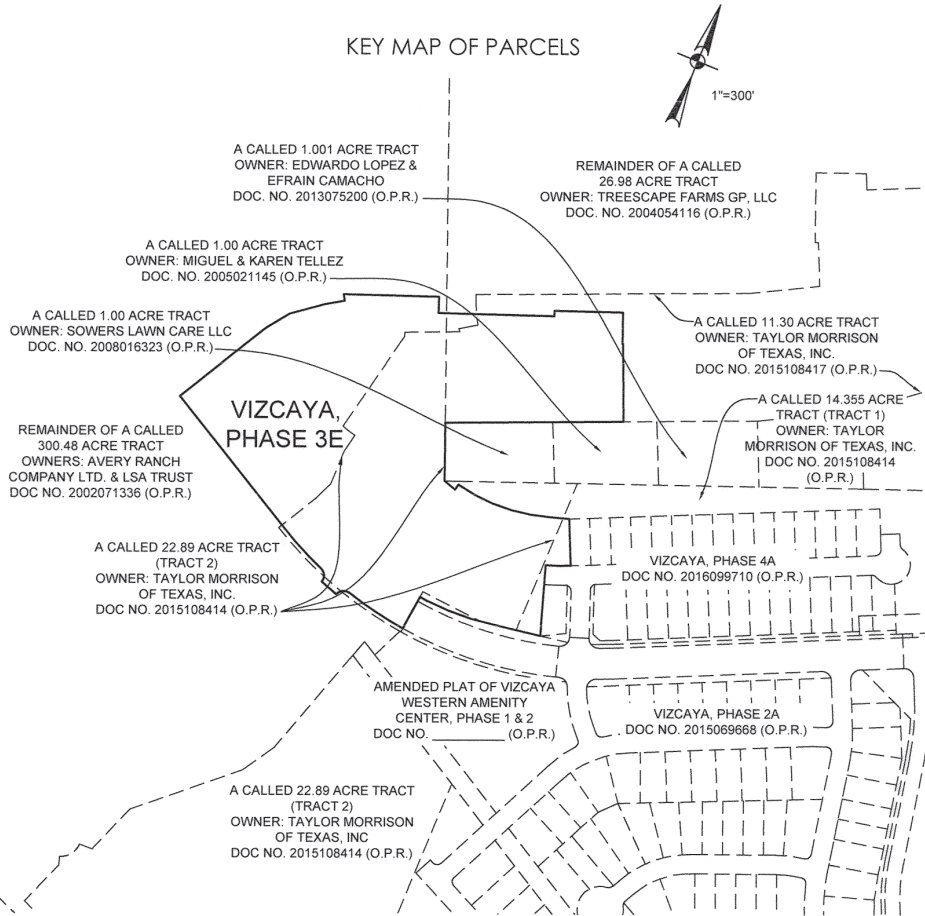 KEY MAP OF PARCELS
1"=300'
A CALLED 1.001 ACRE TRACT
OWNER: EDWARDO LOPEZ &
EFRAIN CAMACHO
DOC. NO. 2013075200 (O.P.R.)
REMAINDER OF A CALLED
26.98 ACRE TRACT
OWNER: TREESCAPE FARMS GP, LLC
DOC. NO. 2004054116 (O.P.R.)
A CALLED 1.00 ACRE TRACT
OWNER: MIGUEL & KAREN TELLEZ
DOC. NO. 2005021145 (O.P.R.)
A CALLED 1.00 ACRE TRACT
OWNER: SOWERS LAWN CARE LLC
DOC. NO. 2008016323 (O.P.R.)
A CALLED 11.30 ACRE TRACT
OWNER: TAYLOR MORRISON
OF TEXAS, INC.
DOC NO. 2015108417 (O.P.R.)
VIZCAYA,
PHASE 3E
A CALLED 14.355 ACRE
TRACT (TRACT 1)
OWNER: TAYLOR
MORRISON OF TEXAS, INC.
DOC NO. 2015108414
(O.P.R.)
REMAINDER OF A CALLED
300.48 ACRE TRACT
OWNERS: AVERY RANCH
COMPANY LTD. & LSA TRUST
DOC NO. 2002071336 (O.P.R.)
A CALLED 22.89 ACRE TRACT
(TRACT 2)
OWNER: TAYLOR MORRISON
OF TEXAS, INC.
DOC NO. 2015108414 (O.P.R.)
VIZCAYA, PHASE 4A
DOC NO. 2016099710 (O.P.R.)
AMENDED PLAT OF VIZCAYA
WESTERN AMENITY
CENTER, PHASE 1 & 2
DOC NO. ________ (O.P.R.)
VIZCAYA, PHASE 2A
DOC NO. 2015069668 (O.P.R.)
A CALLED 22.89 ACRE TRACT
(TRACT 2)
OWNER: TAYLOR MORRISON
OF TEXAS, INC
DOC NO. 2015108414 (O.P.R.)